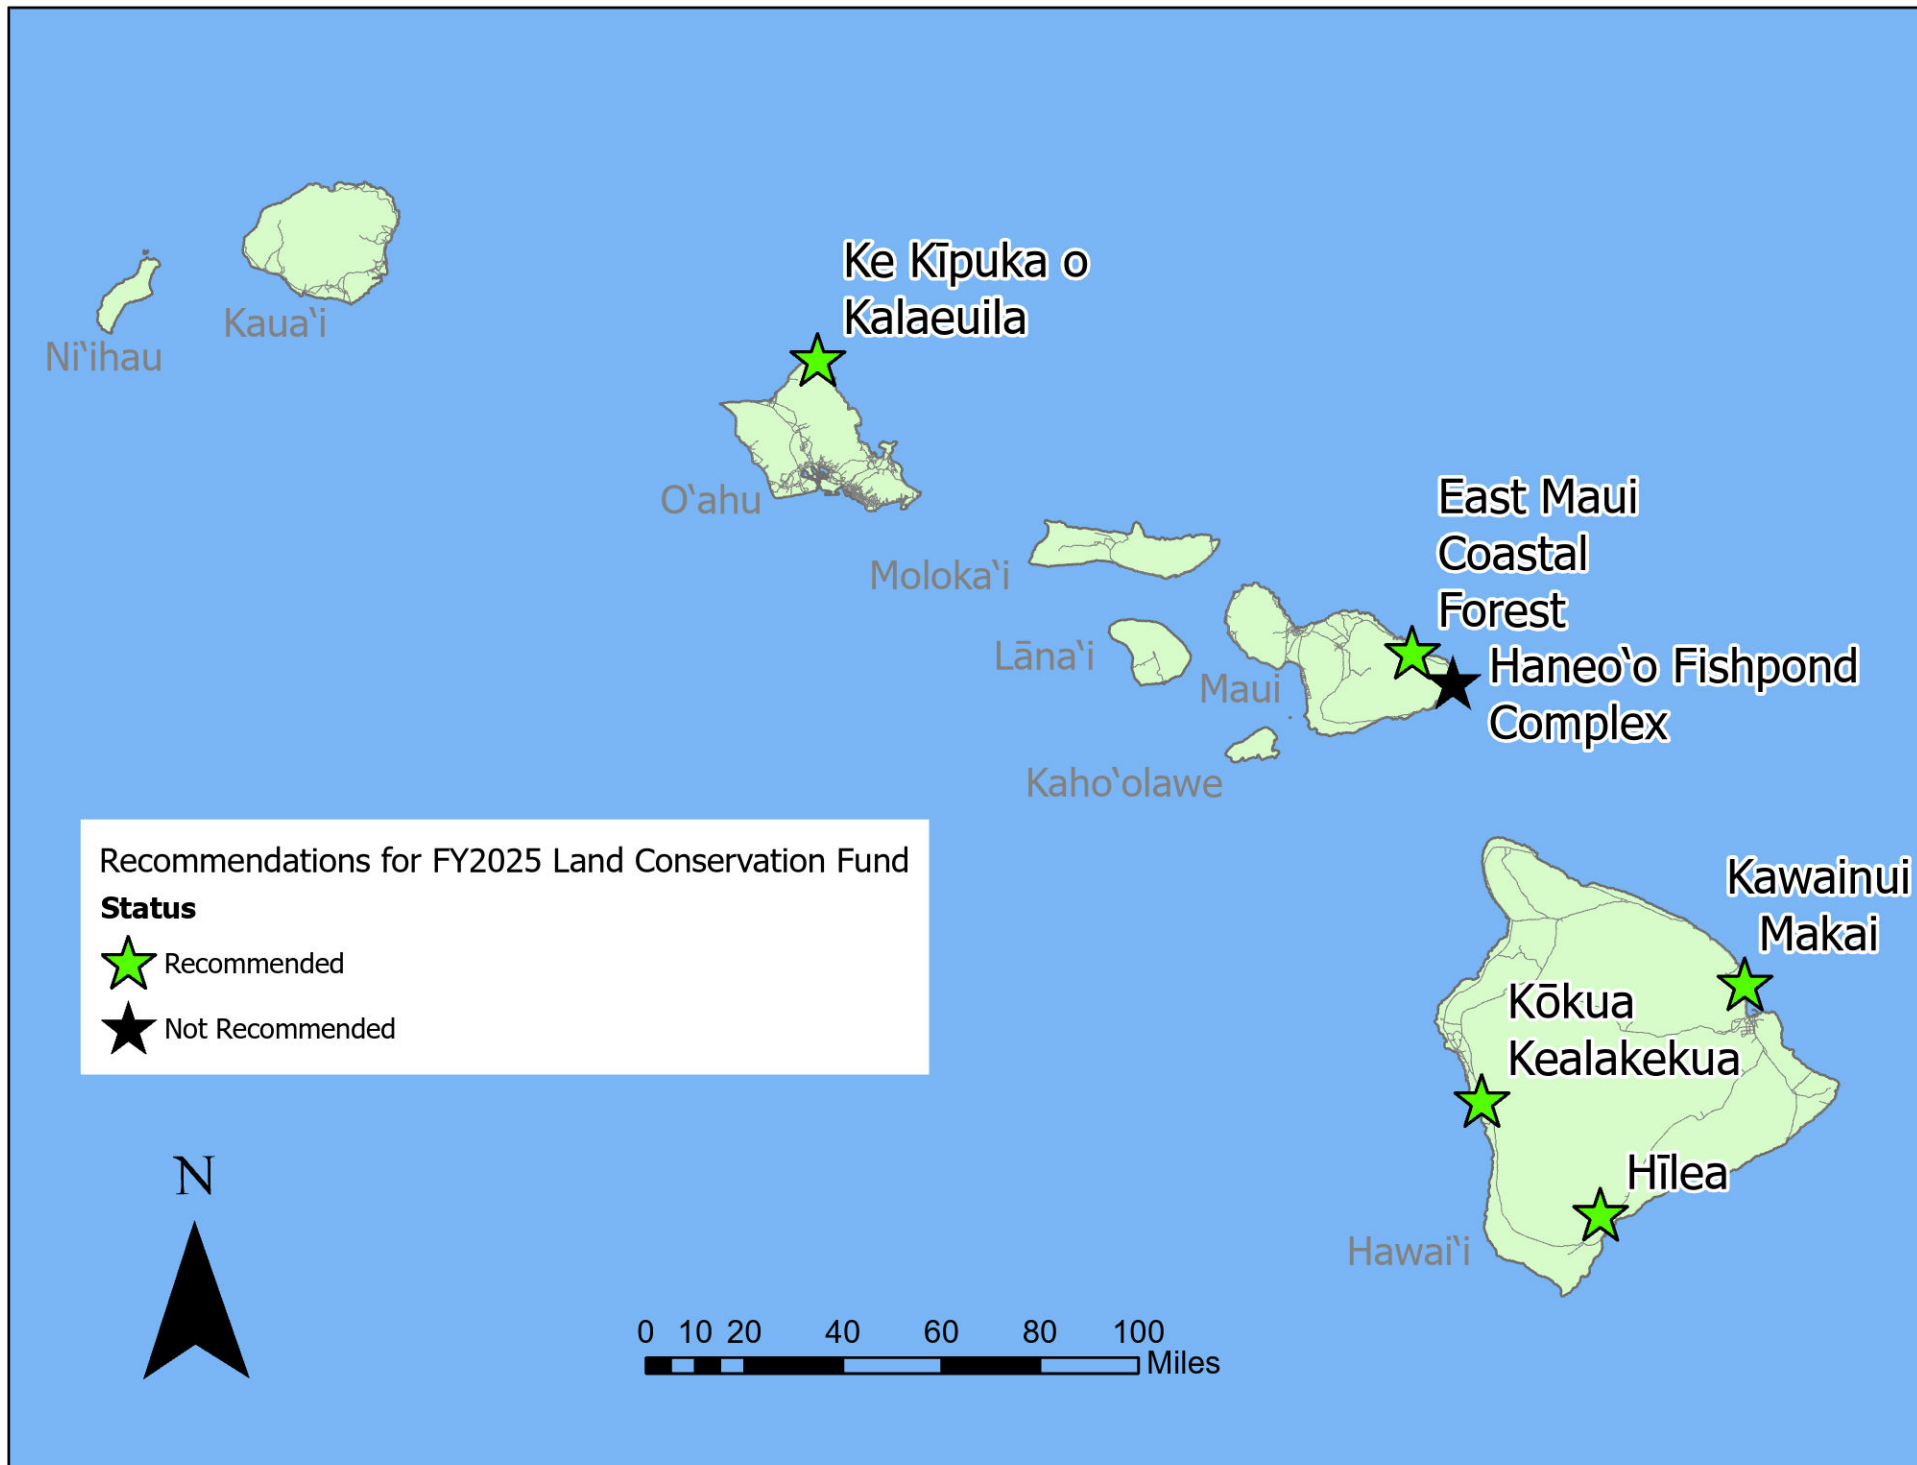 Ke Kīpuka o
Kalaeuila
Kauaʻi
Niʻihau
Oʻahu
East Maui
Coastal
Forest
Molokaʻi
Lānaʻi
Maui
Haneoʻo Fishpond
Complex
Kahoʻolawe
Recommendations for FY2025 Land Conservation Fund
Status
Recommended
Not Recommended
Kawainui
Makai
Kōkua
Kealakekua
Hīlea
Hawaiʻi
N
0 10 20 40 60 80 100
Miles